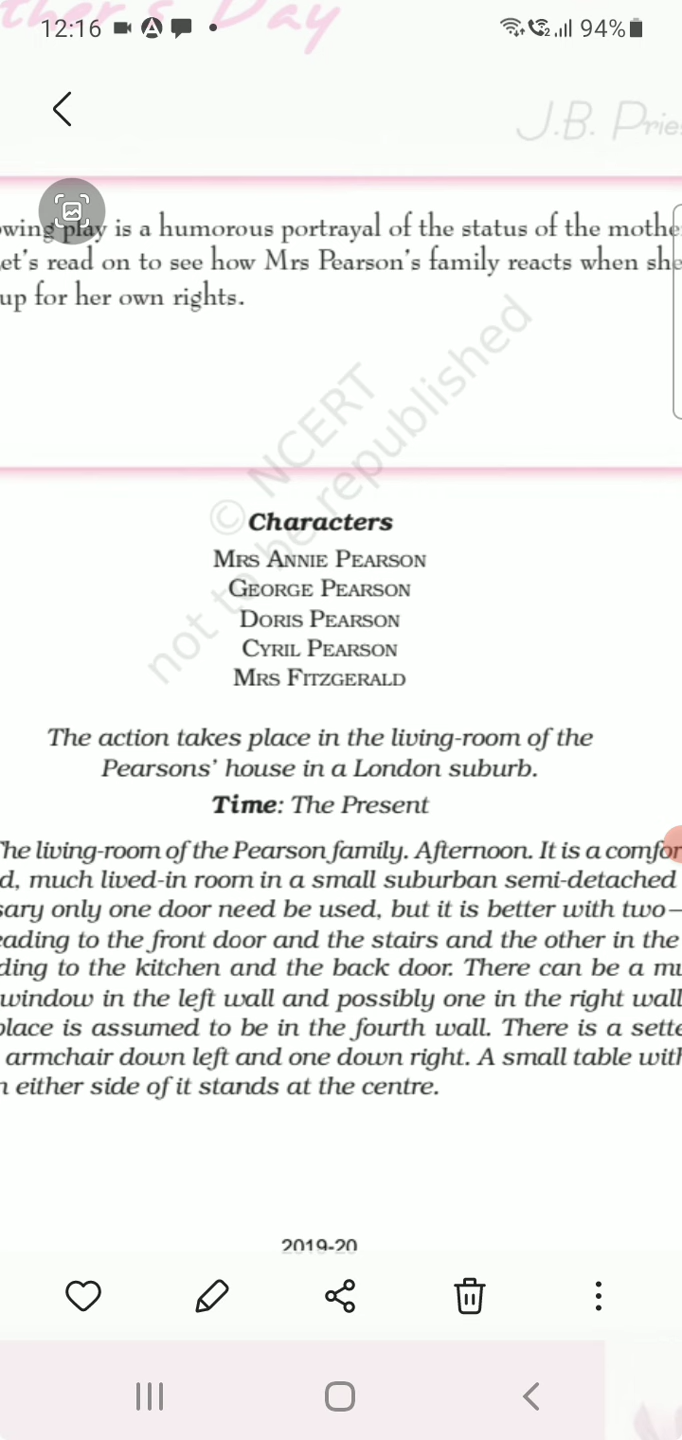 ther's Day
12:16
94%
J.B. Prie
owing play is a humorous portrayal of the status of the mothe
et's read on to see how Mrs Pearson's family reacts when she
up for her own rights.
© NCERT
not to be republished
Characters
MRS ANNIE PEARSON
GEORGE PEARSON
DORIS PEARSON
CYRIL PEARSON
MRS FITZGERALD
The action takes place in the living-room of the
Pearsons' house in a London suburb.
Time: The Present
The living-room of the Pearson family. Afternoon. It is a comfor
d, much lived-in room in a small suburban semi-detached
sary only one door need be used, but it is better with two—
eading to the front door and the stairs and the other in the
ding to the kitchen and the back door. There can be a mu
window in the left wall and possibly one in the right wall
place is assumed to be in the fourth wall. There is a sette
armchair down left and one down right. A small table with
n either side of it stands at the centre.
2019-20